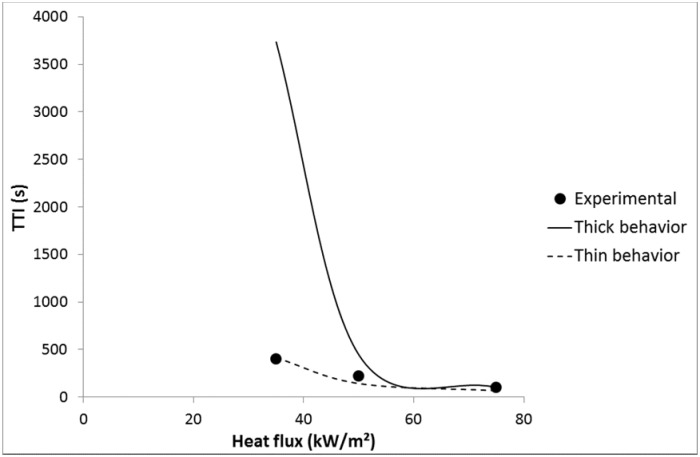 4000
3500
3000
2500
2000
1500
1000
500
0
TTI (s)
0 20 40 60 80
Heat flux (kW/m²)
Experimental
Thick behavior
Thin behavior